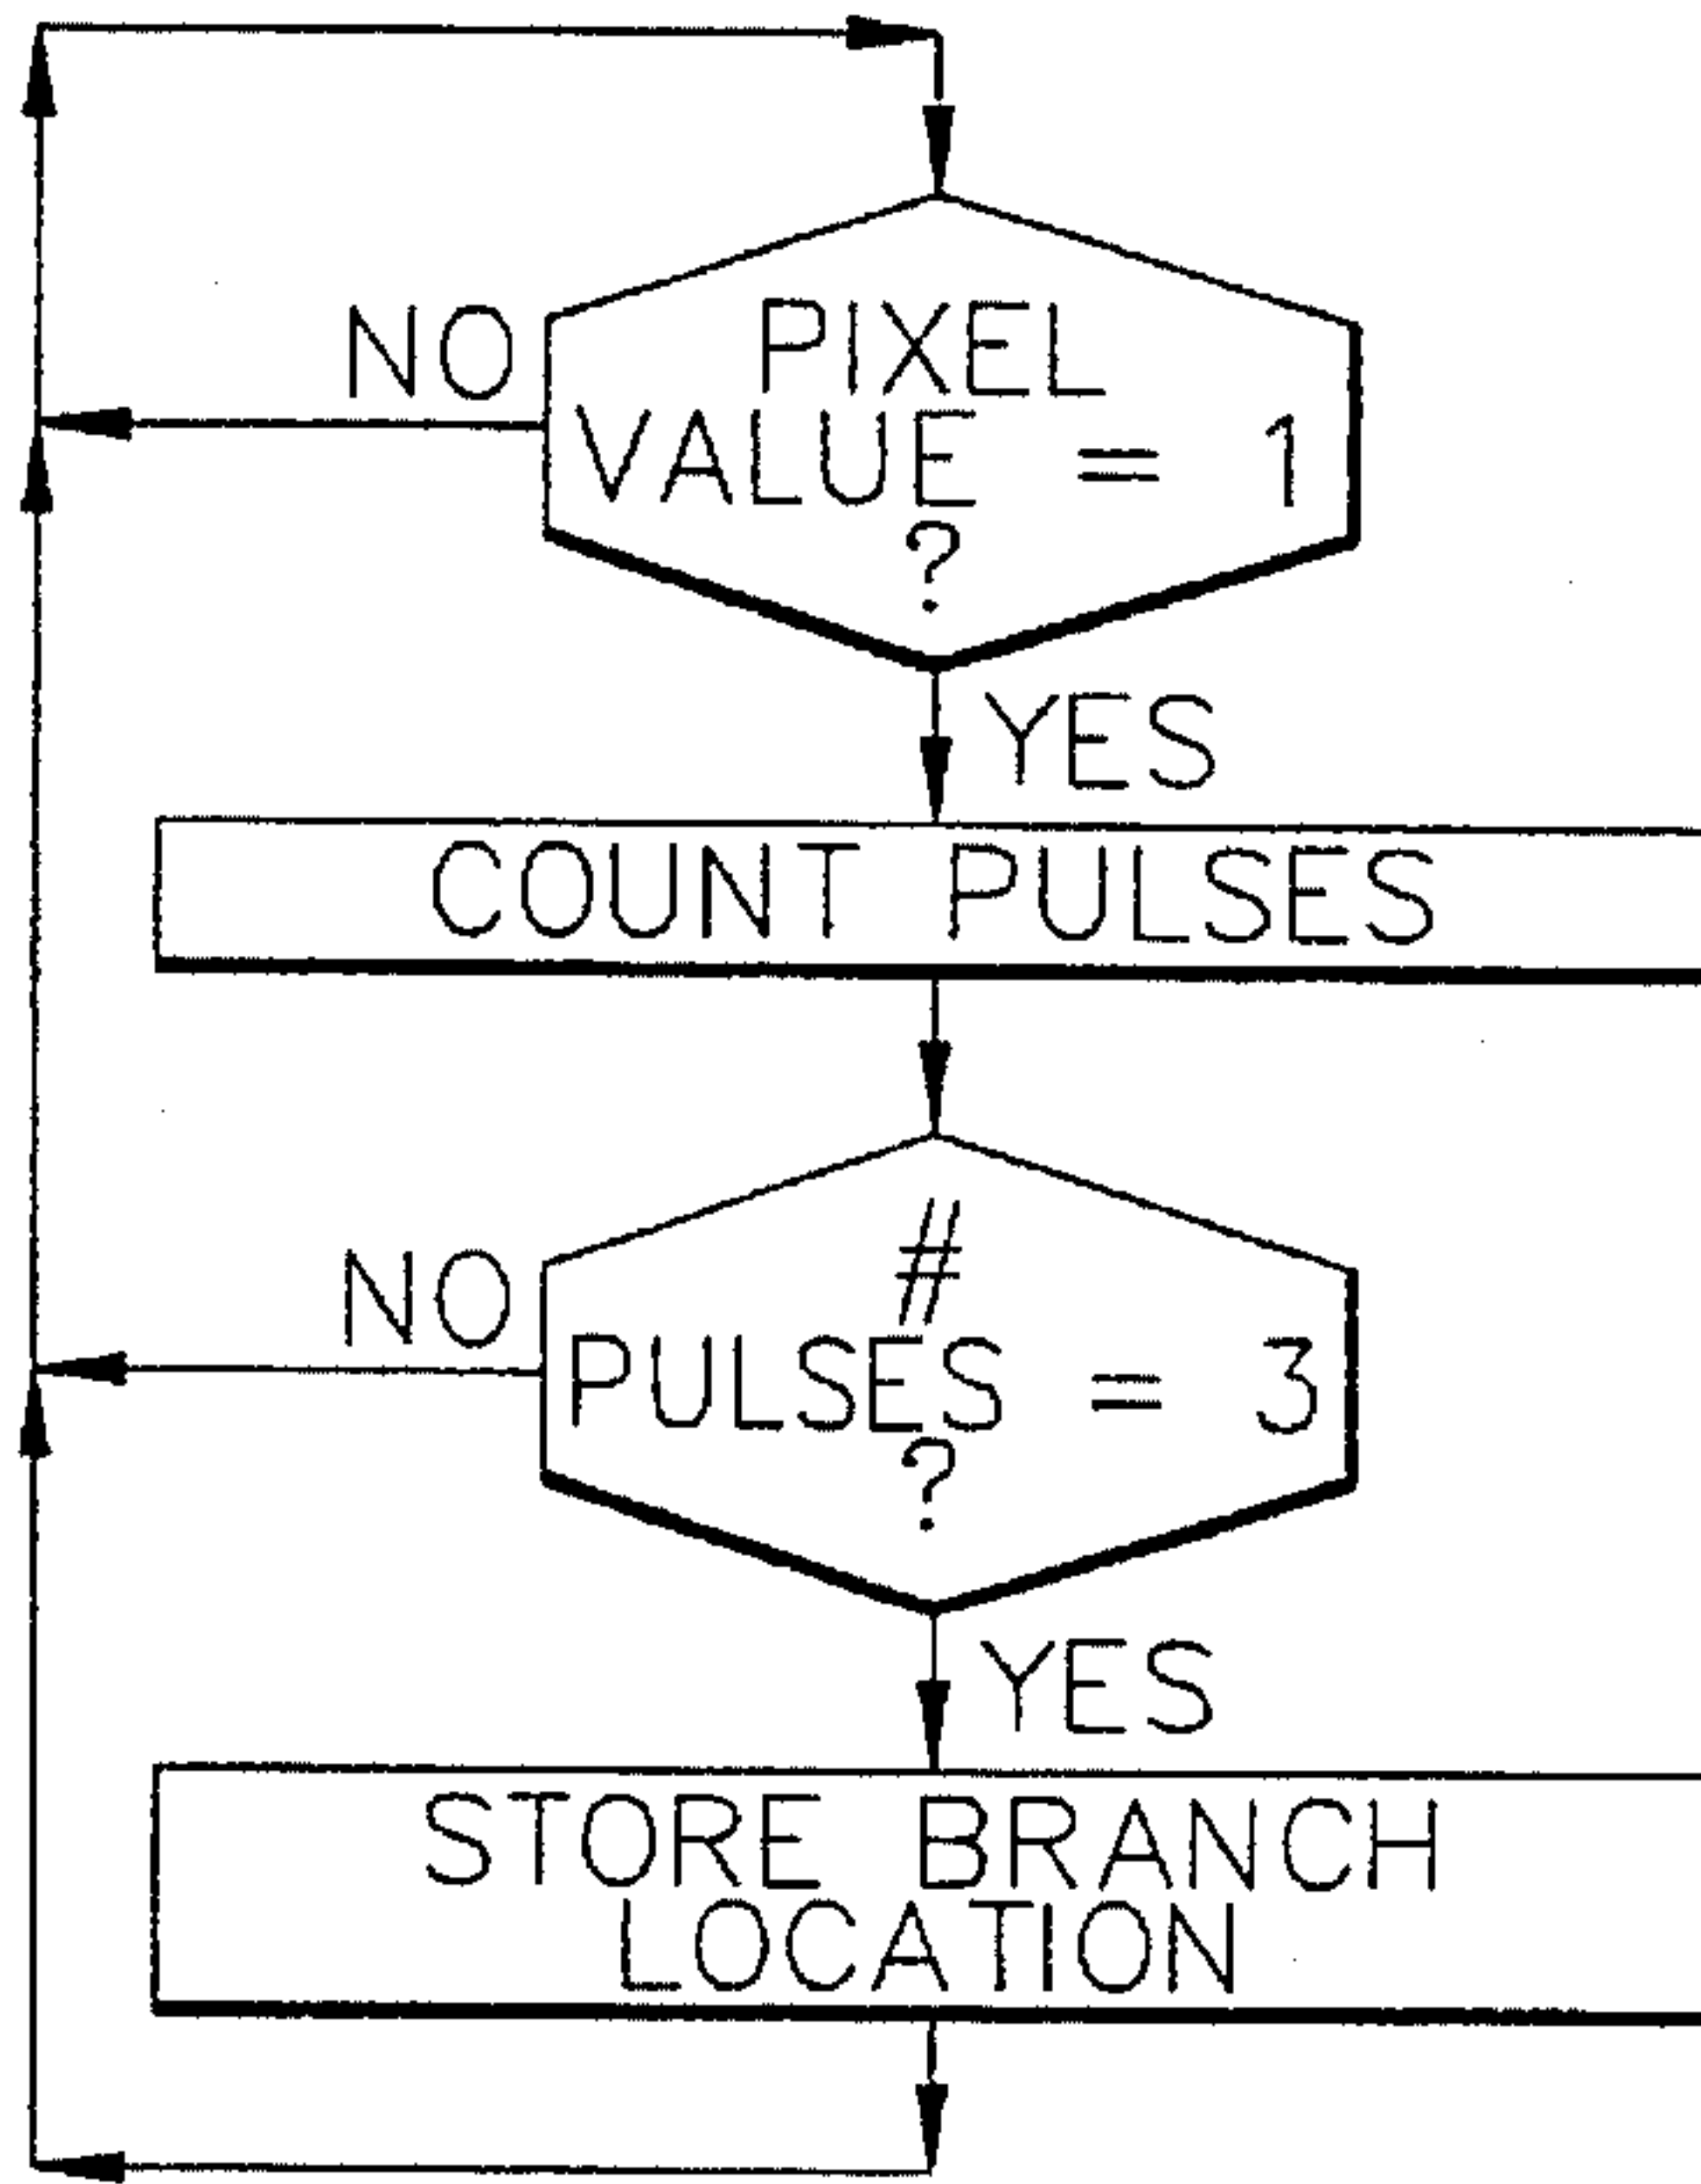 NO
PIXEL
VALUE = 1
?
YES
COUNT PULSES
NO
#
PULSES = 3
?
YES
STORE BRANCH
LOCATION